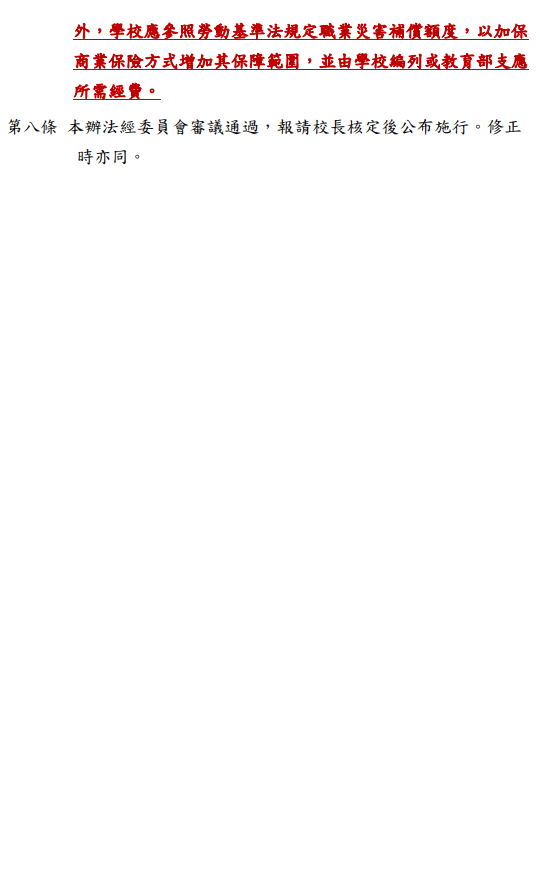 外，學校應參照勞動基準法規定職業災害補償額度，以加保
商業保險方式增加其保障範圍，並由學校編列或教育部支應
所需經費。
第八條 本辦法經委員會審議通過，報請校長核定後公布施行。修正
時亦同。